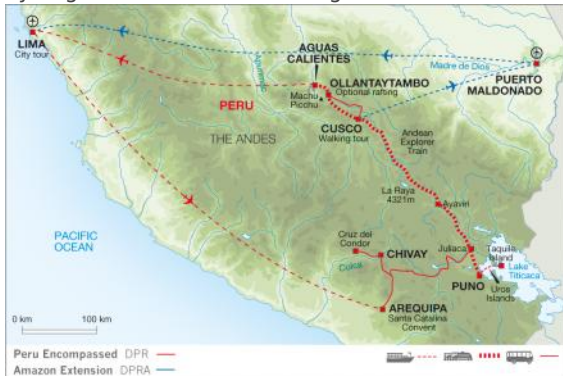 LIMA
City tour
AGUAS
CALIENTES
OLLANTAYTAMBO
Optional rafting
Madre de Dios
PUERTO
MALDONADO
Machu
Picchu
PERU
CUSCO
Walking tour
THE ANDES
Andean
Explorer
Train
La Raya
4321m
Ayaviri
PACIFIC
OCEAN
Cruz del
Condor
Colca
CHIVAY
Juliaca
Taquile
Island
Lake
Titicaca
PUNO
Uros
Islands
AREQUIPA
Santa Catalina
Convent
0 km
100 km
Peru Encompassed DPR
Amazon Extension DPRA